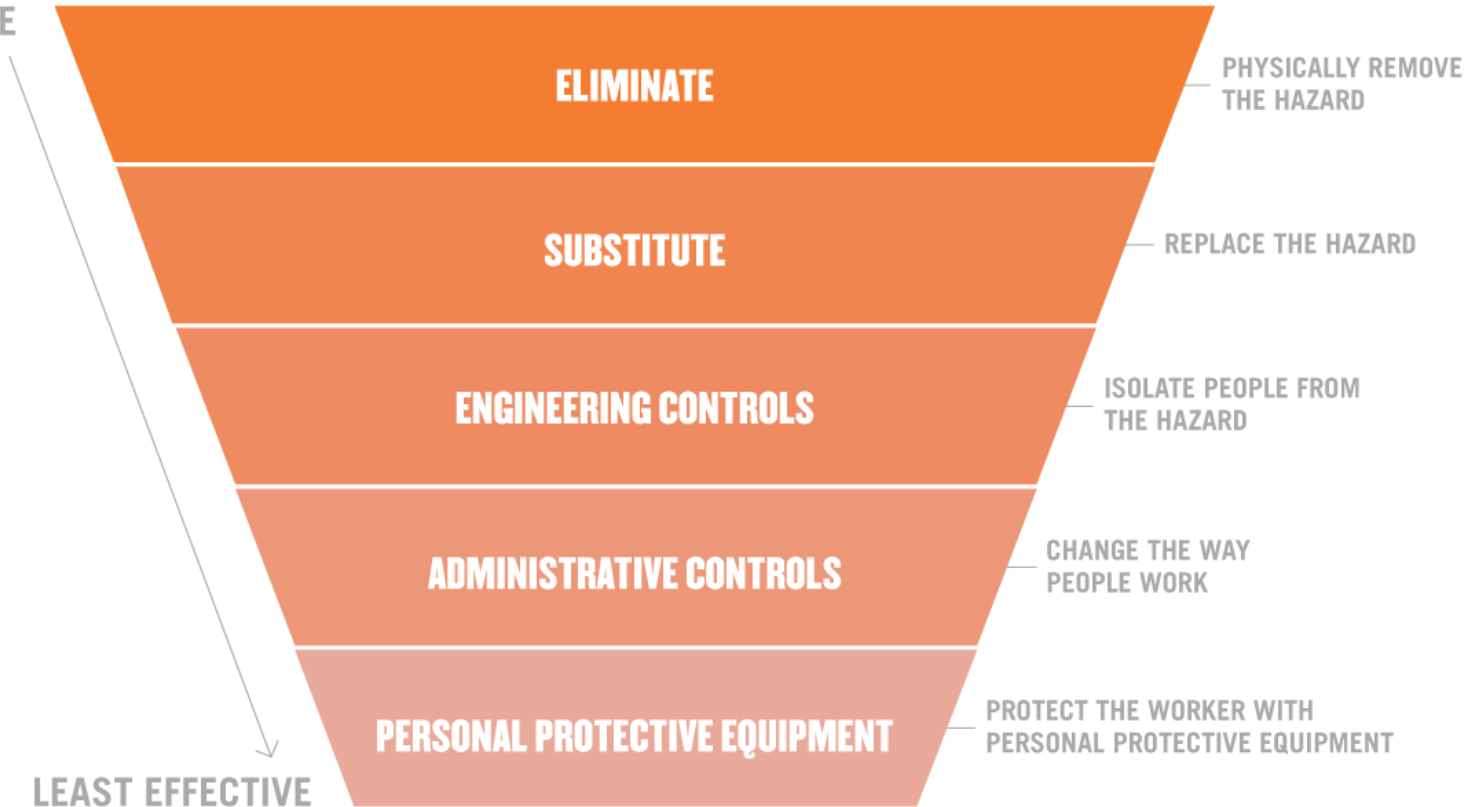 E
ELIMINATE
PHYSICALLY REMOVE
THE HAZARD
SUBSTITUTE
REPLACE THE HAZARD
ENGINEERING CONTROLS
ISOLATE PEOPLE FROM
THE HAZARD
ADMINISTRATIVE CONTROLS
CHANGE THE WAY
PEOPLE WORK
PERSONAL PROTECTIVE EQUIPMENT
PROTECT THE WORKER WITH
PERSONAL PROTECTIVE EQUIPMENT
LEAST EFFECTIVE